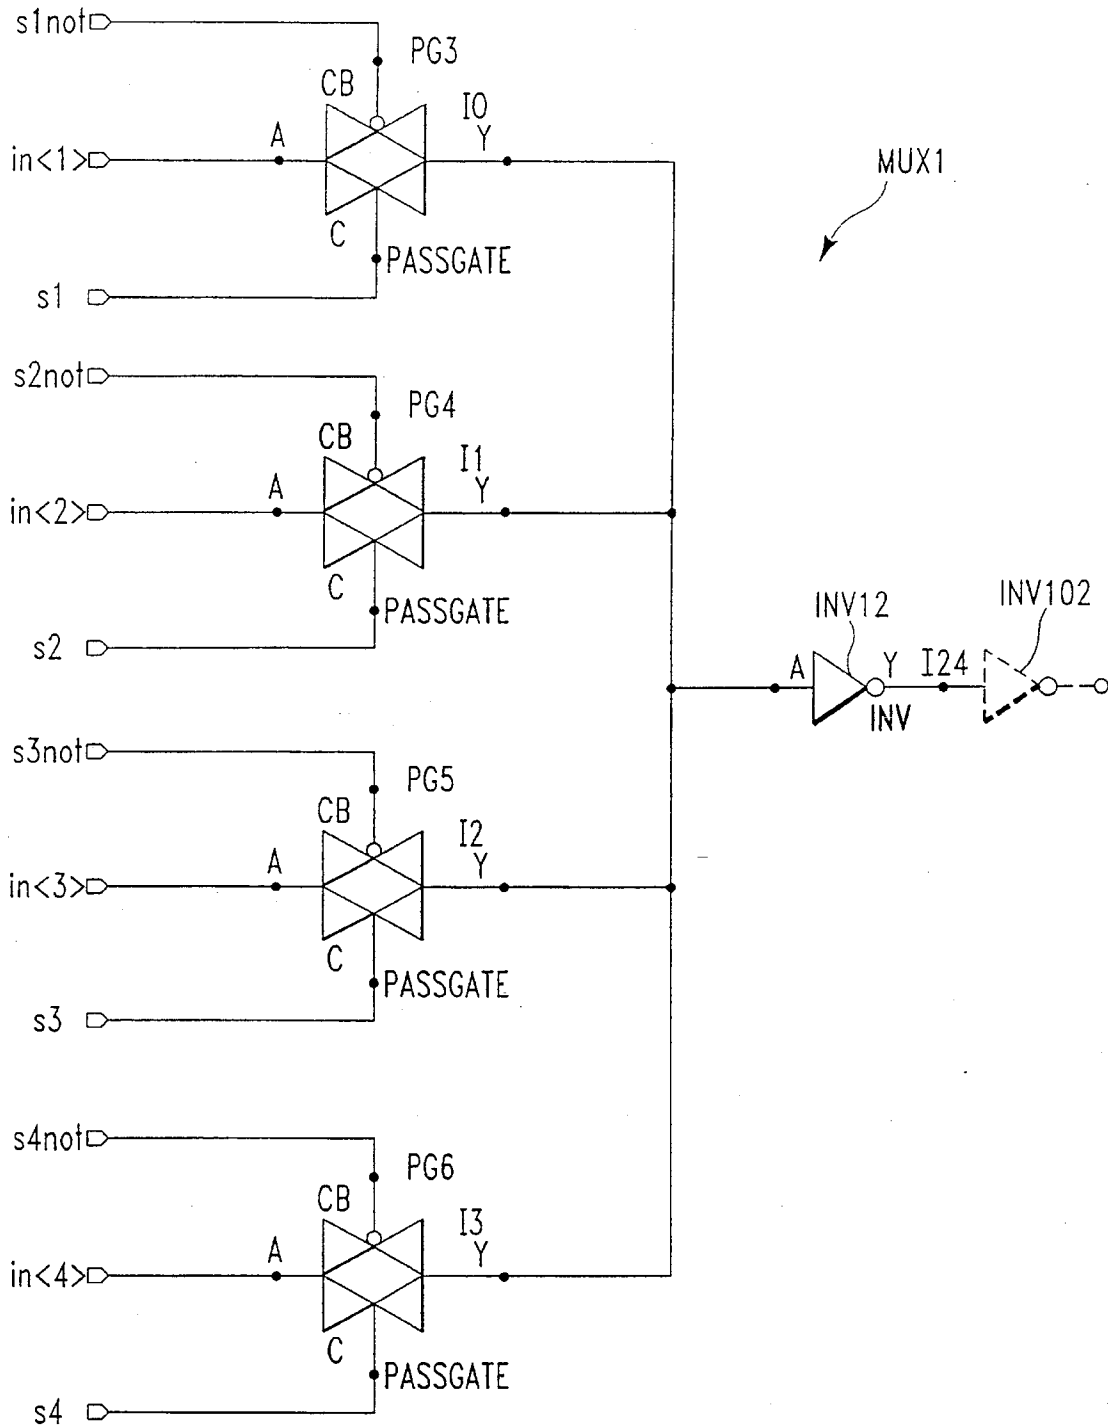 s1not
PG3
CB
I0
A
Y
in<1>
MUX1
C
PASSGATE
s1
s2not
PG4
CB
I1
A
Y
in<2>
C
PASSGATE
s2
INV12
INV102
A
Y
I24
INV
s3not
PG5
CB
I2
A
Y
in<3>
C
PASSGATE
s3
s4not
PG6
CB
I3
A
Y
in<4>
C
PASSGATE
s4